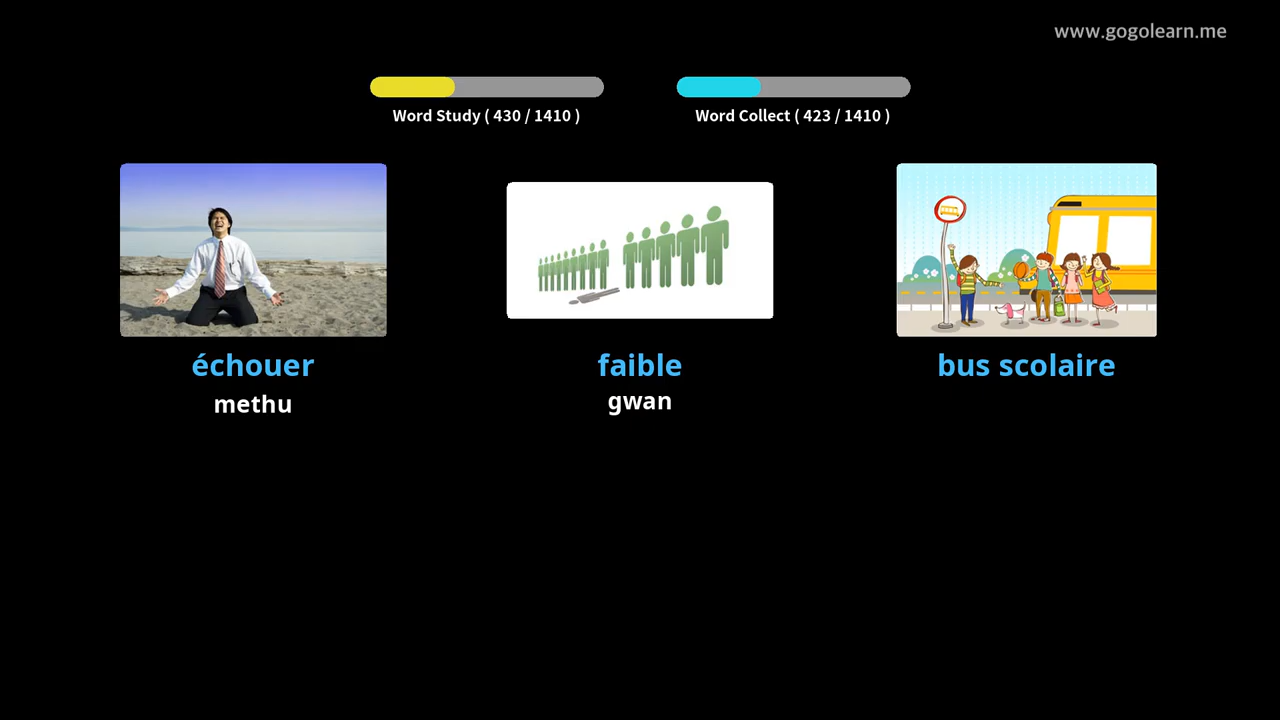 www.gogolearn.me
Word Study ( 430 / 1410 )
Word Collect ( 423 / 1410 )
échouer
methu
faible
gwan
bus scolaire